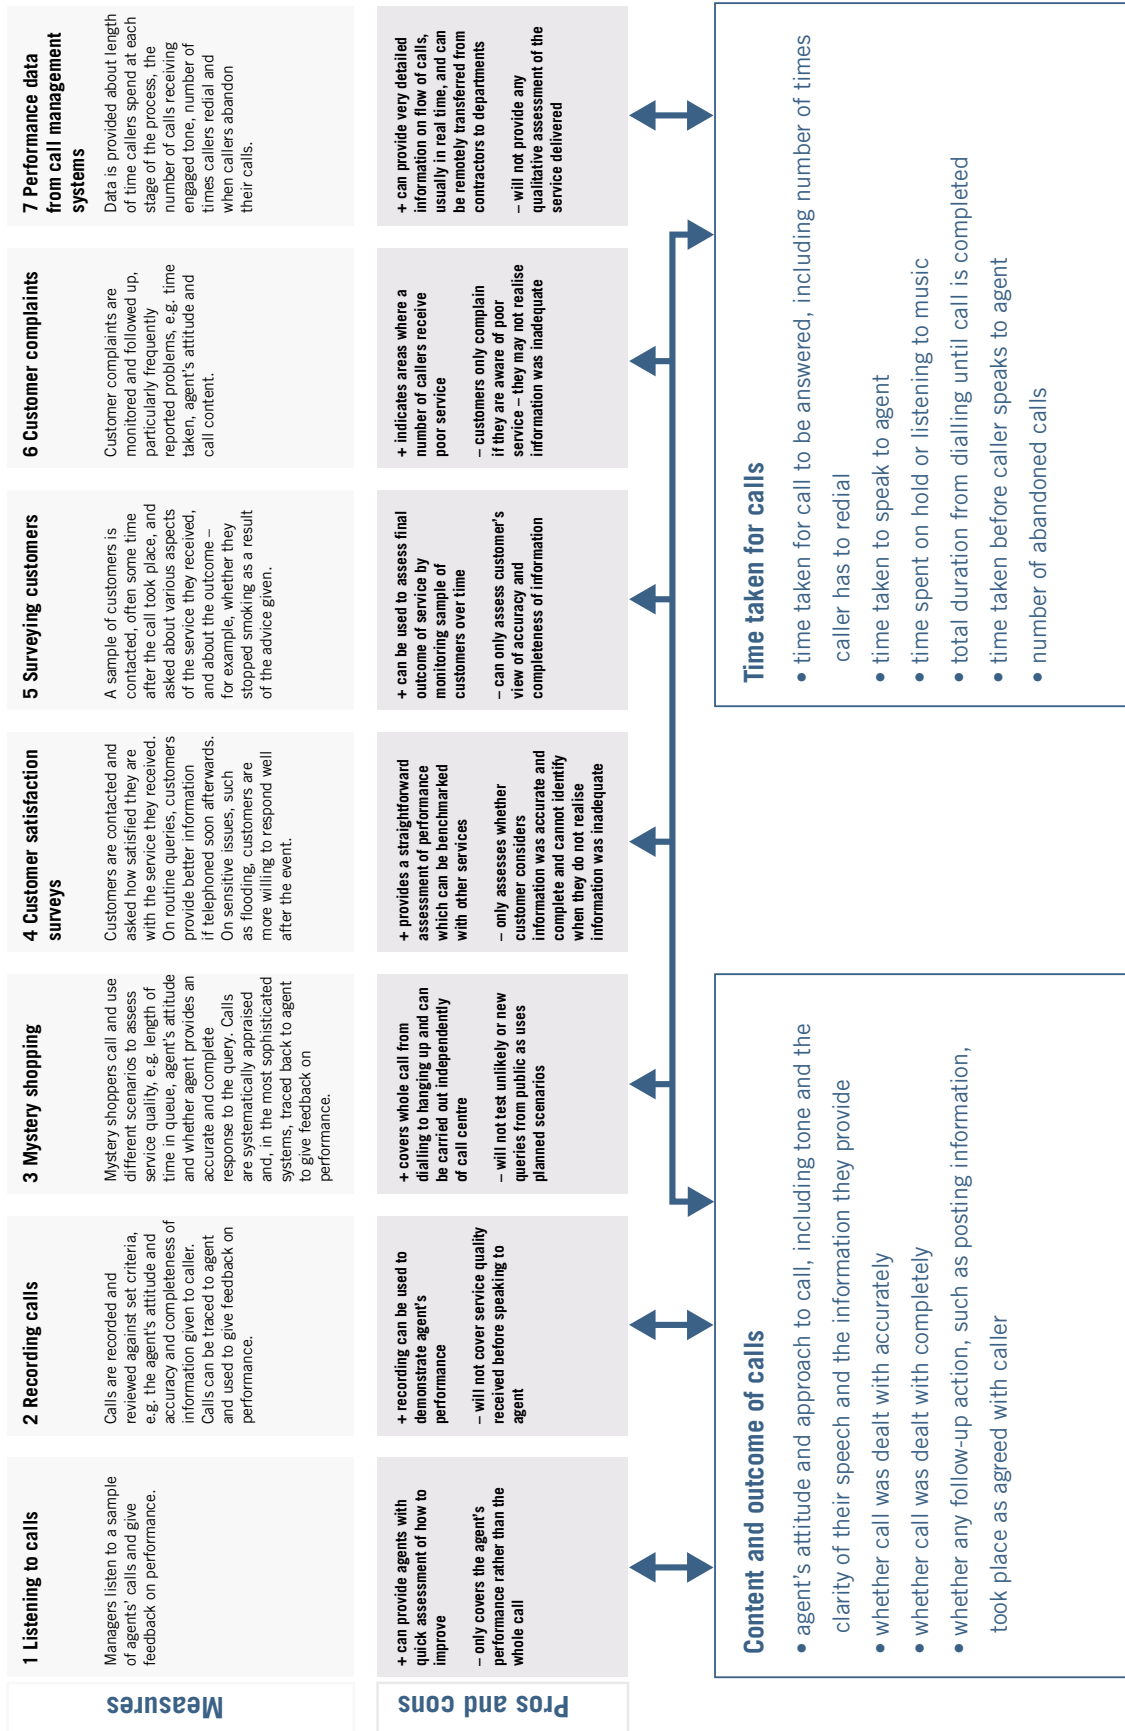 Measures
1 Listening to calls
Managers listen to a sample
of agents' calls and give
feedback on performance.
2 Recording calls
Calls are recorded and
reviewed against set criteria,
e.g. the agent's attitude and
accuracy and completeness of
information given to caller.
Calls can be traced to agent
and used to give feedback on
performance.
3 Mystery shopping
Mystery shoppers call and use
different scenarios to assess
service quality, e.g. length of
time in queue, agent's attitude
and whether agent provides an
accurate and complete
response to the query. Calls
are systematically appraised
and, in the most sophisticated
systems, traced back to agent
to give feedback on
performance.
4 Customer satisfaction
surveys
Customers are contacted and
asked how satisfied they are
with the service they received.
On routine queries, customers
provide better information
if telephoned soon afterwards.
On sensitive issues, such
as flooding, customers are
more willing to respond well
after the event.
5 Surveying customers
A sample of customers is
contacted, often some time
after the call took place, and
asked about various aspects
of the service they received,
and about the outcome –
for example, whether they
stopped smoking as a result
of the advice given.
6 Customer complaints
Customer complaints are
monitored and followed up,
particularly frequently
reported problems, e.g. time
taken, agent's attitude and
call content.
7 Performance data
from call management
systems
Data is provided about length
of time callers spend at each
stage of the process, the
number of calls receiving
engaged tone, number of
times callers redial and
when callers abandon
their calls.
Pros and cons
+ can provide agents with
quick assessment of how to
improve
– only covers the agent's
performance rather than the
whole call
+ recording can be used to
demonstrate agent's
performance
– will not cover service quality
received before speaking to
agent
+ covers whole call from
dialling to hanging up and can
be carried out independently
of call centre
– will not test unlikely or new
queries from public as uses
planned scenarios
+ provides a straightforward
assessment of performance
which can be benchmarked
with other services
– only assesses whether
customer considers
information was accurate and
complete and cannot identify
when they do not realise
information was inadequate
+ can be used to assess final
outcome of service by
monitoring sample of
customers over time
– can only assess customer's
view of accuracy and
completeness of information
+ indicates areas where a
number of callers receive
poor service
– customers only complain
if they are aware of poor
service – they may not realise
information was inadequate
+ can provide very detailed
information on flow of calls,
usually in real time, and can
be remotely transferred from
contractors to departments
– will not provide any
qualitative assessment of the
service delivered
Content and outcome of calls
• agent's attitude and approach to call, including tone and the
clarity of their speech and the information they provide
• whether call was dealt with accurately
• whether call was dealt with completely
• whether any follow-up action, such as posting information,
took place as agreed with caller
Time taken for calls
• time taken for call to be answered, including number of times
caller has to redial
• time taken to speak to agent
• time spent on hold or listening to music
• total duration from dialling until call is completed
• time taken before caller speaks to agent
• number of abandoned calls